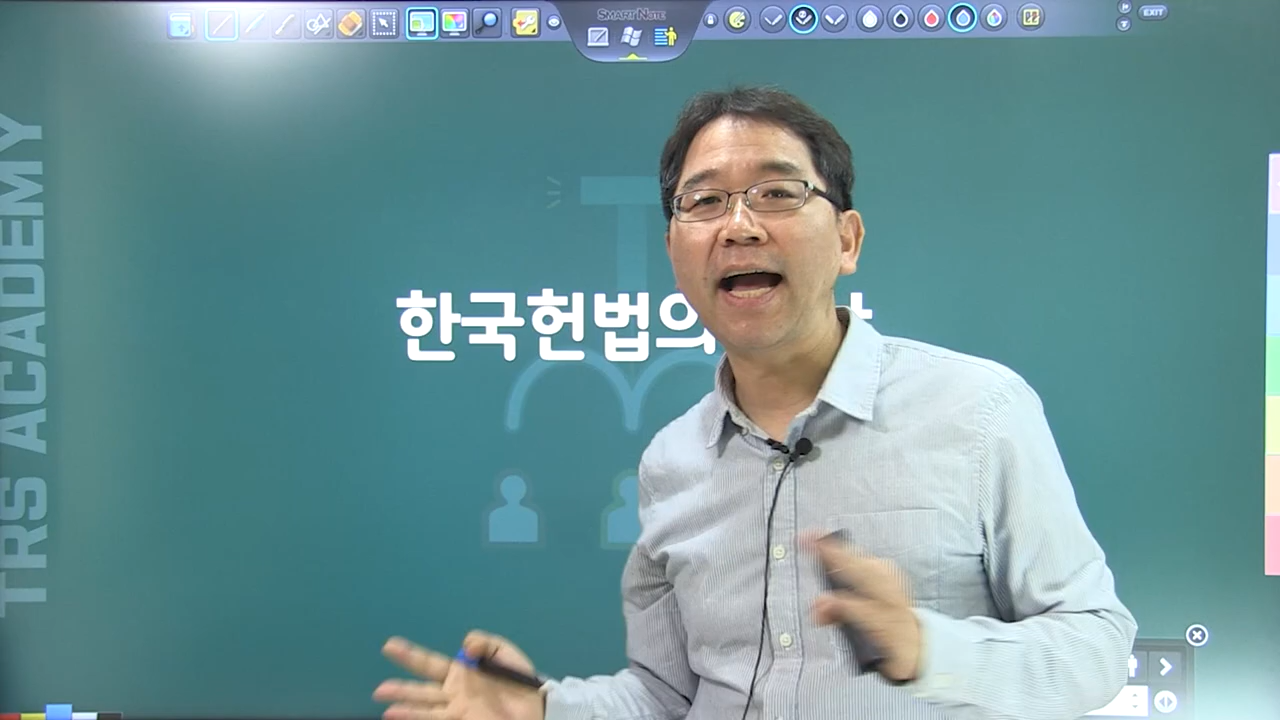 SMART NOTE
EXIT
TRS ACADEMY
한국헌법의